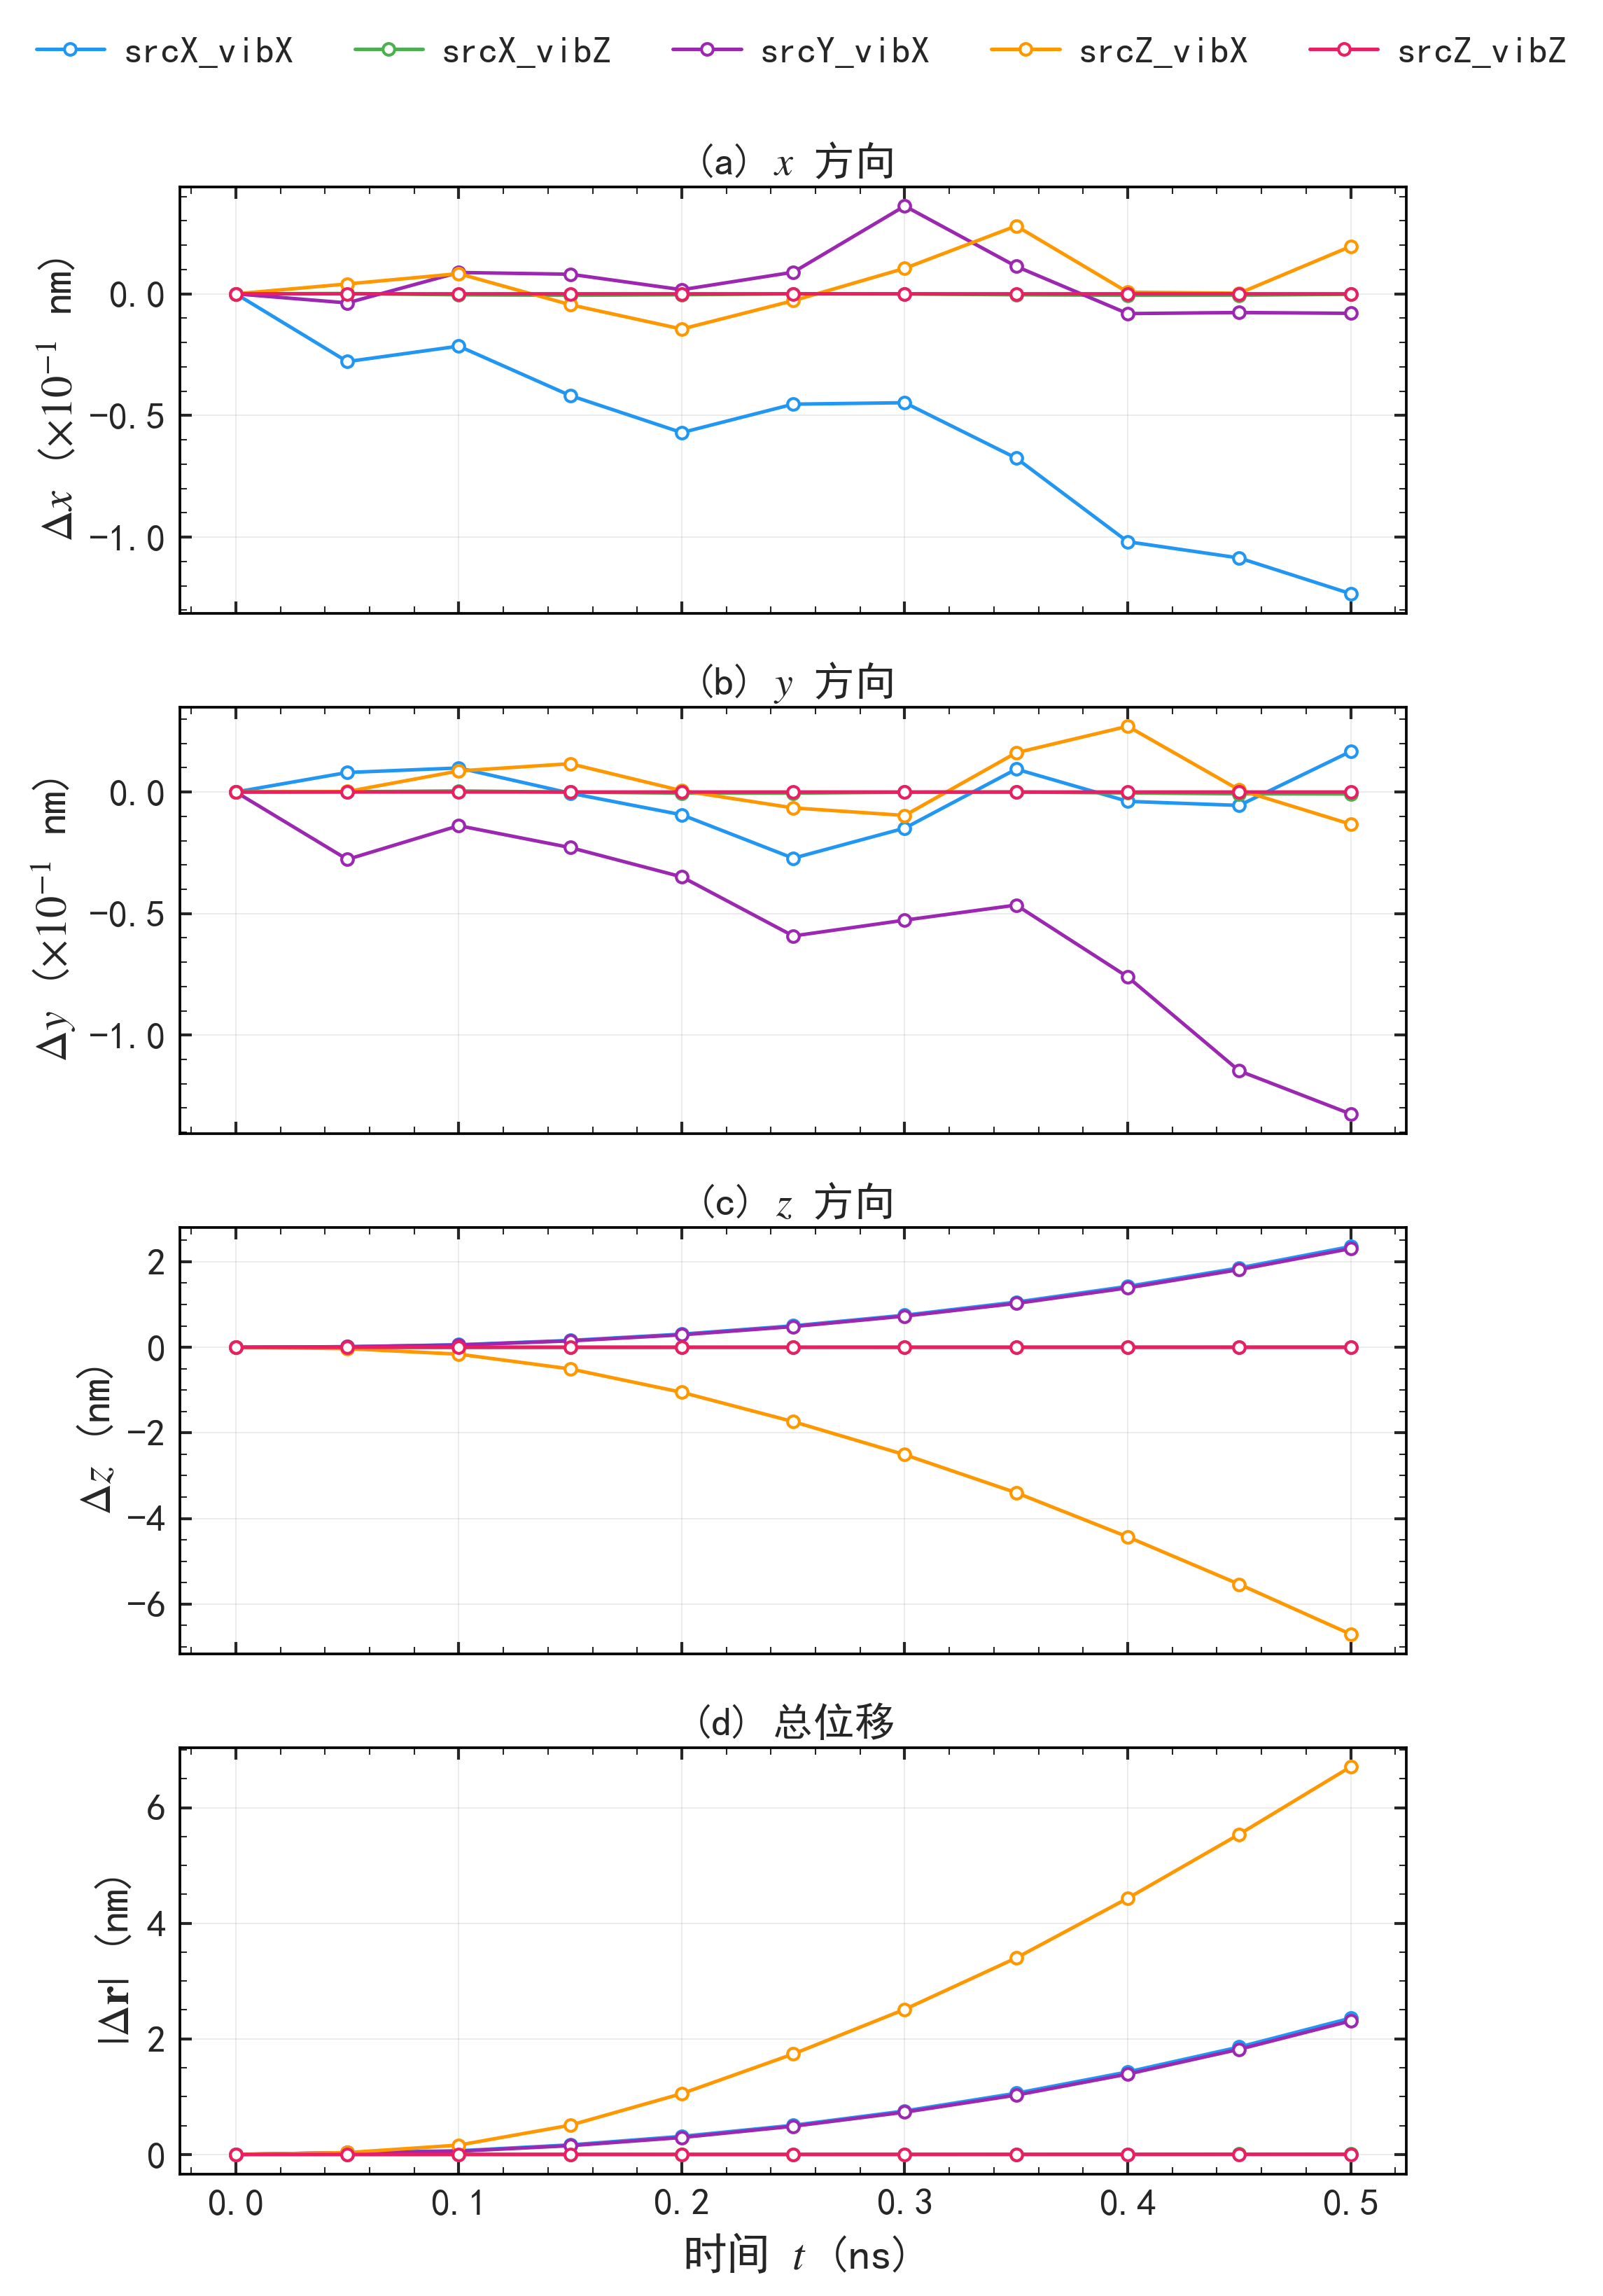 srcX_vibX srcX_vibZ srcY_vibX srcZ_vibX srcZ_vibZ
(a) x 方向
0.0
−0.5
−1.0
Δx (×10⁻¹ nm)
(b) y 方向
0.0
−0.5
−1.0
Δy (×10⁻¹ nm)
(c) z 方向
2
0
−2
−4
−6
Δz (nm)
(d) 总位移
6
4
2
0
|Δr| (nm)
0.0 0.1 0.2 0.3 0.4 0.5
时间 t (ns)